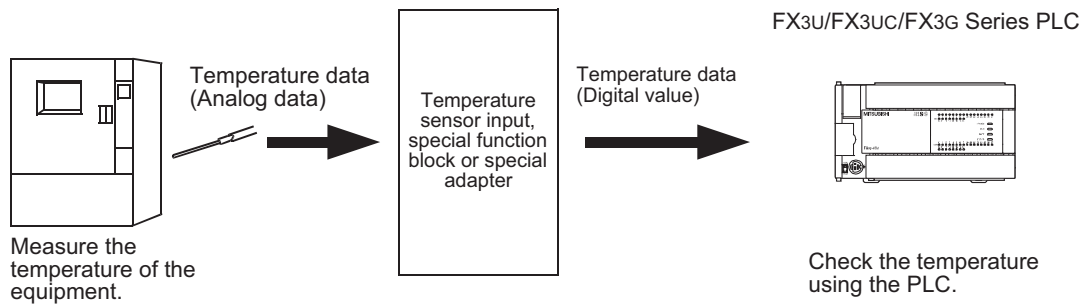 FX3U/FX3UC/FX3G Series PLC
Temperature data
(Analog data)
Temperature
sensor input,
special function
block or special
adapter
Temperature data
(Digital value)
MITSUBISHI
Measure the
temperature of the
equipment.
Check the temperature
using the PLC.